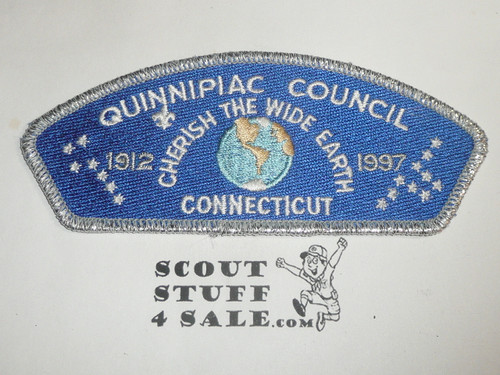 QUINNIPIAC COUNCIL
CHERISH THE WIDE EARTH
1912
1997
CONNECTICUT
SCOUT
STUFF
4 SALE.COM